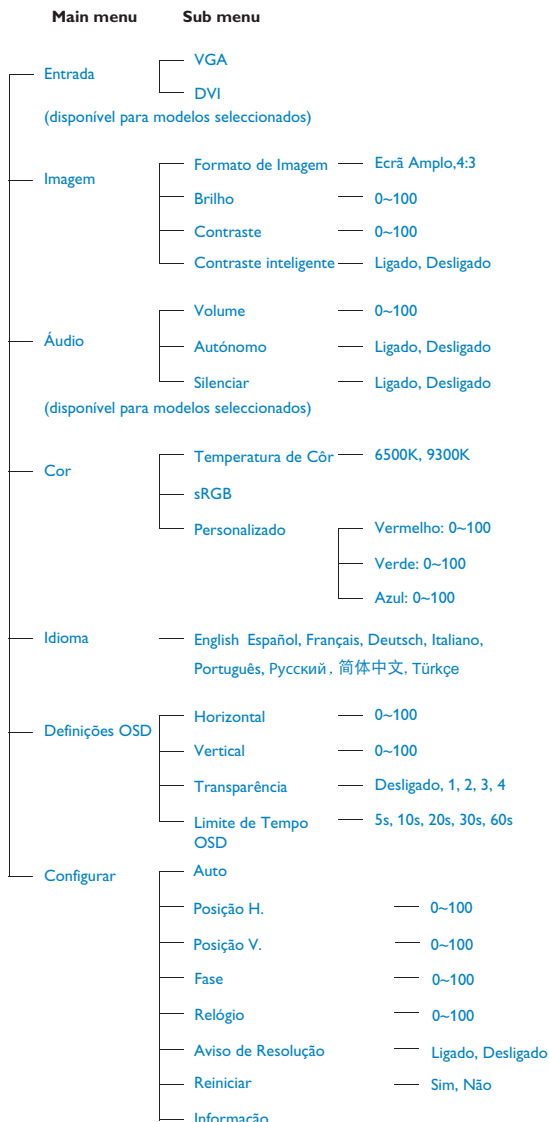 Main menu Sub menu
Entrada
VGA
DVI
(disponível para modelos seleccionados)
Imagem
Formato de Imagem Ecrã Amplo,4:3
Brilho 0~100
Contraste 0~100
Contraste inteligente Ligado, Desligado
Áudio
Volume 0~100
Autónomo Ligado, Desligado
Silenciar Ligado, Desligado
(disponível para modelos seleccionados)
Cor
Temperatura de Côr 6500K, 9300K
sRGB
Personalizado Vermelho: 0~100
Verde: 0~100
Azul: 0~100
Idioma English Español, Français, Deutsch, Italiano,
Português, Русский, 简体中文, Türkçe
Definições OSD
Horizontal 0~100
Vertical 0~100
Transparência Desligado, 1, 2, 3, 4
Limite de Tempo 5s, 10s, 20s, 30s, 60s
OSD
Configurar
Auto
Posição H. 0~100
Posição V. 0~100
Fase 0~100
Relógio 0~100
Aviso de Resolução Ligado, Desligado
Reiniciar Sim, Não
Informação